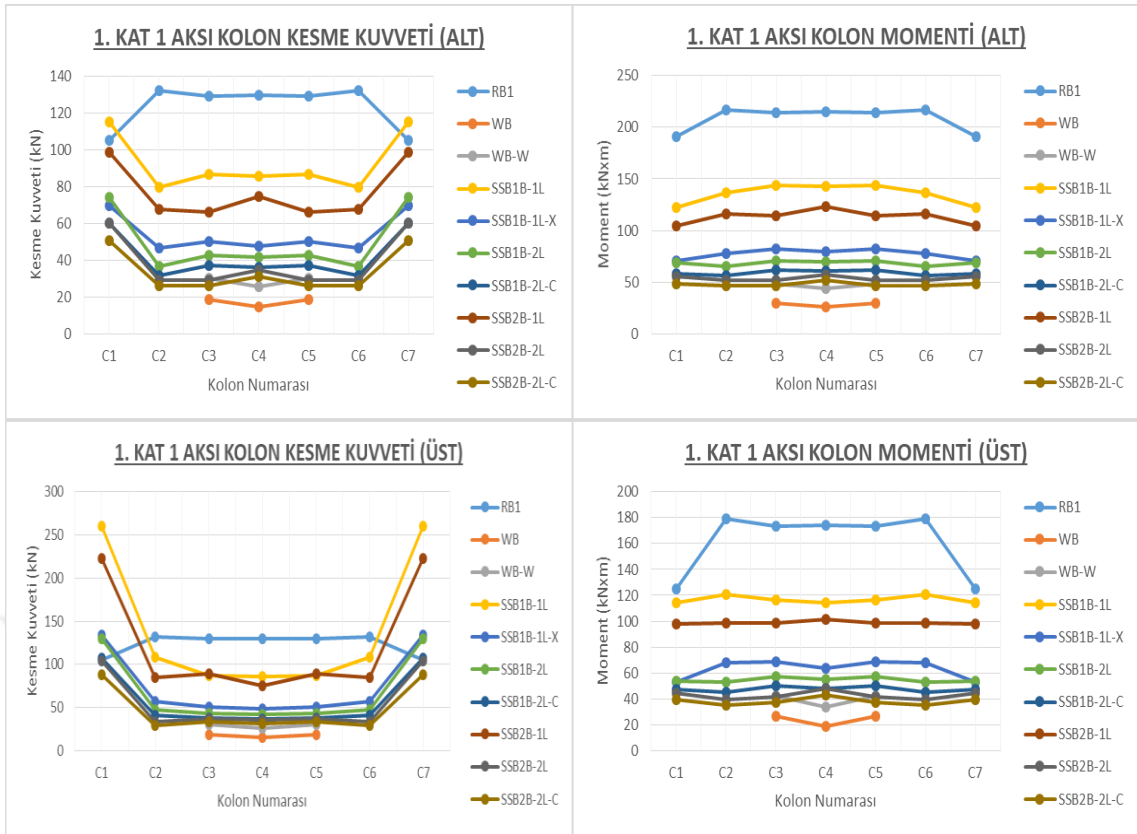 1. KAT 1 AKSI KOLON KESME KUVVETİ (ALT)
Kesme Kuvveti (kN)
140
120
100
80
60
40
20
0
C1 C2 C3 C4 C5 C6 C7
Kolon Numarası
RB1
WB
WB-W
SSB1B-1L
SSB1B-1L-X
SSB1B-2L
SSB1B-2L-C
SSB2B-1L
SSB2B-2L
SSB2B-2L-C
1. KAT 1 AKSI KOLON MOMENTİ (ALT)
Moment (kNxm)
250
200
150
100
50
0
C1 C2 C3 C4 C5 C6 C7
Kolon Numarası
RB1
WB
WB-W
SSB1B-1L
SSB1B-1L-X
SSB1B-2L
SSB1B-2L-C
SSB2B-1L
SSB2B-2L
SSB2B-2L-C
1. KAT 1 AKSI KOLON KESME KUVVETİ (ÜST)
Kesme Kuvveti (kN)
300
250
200
150
100
50
0
C1 C2 C3 C4 C5 C6 C7
Kolon Numarası
RB1
WB
WB-W
SSB1B-1L
SSB1B-1L-X
SSB1B-2L
SSB1B-2L-C
SSB2B-1L
SSB2B-2L
SSB2B-2L-C
1. KAT 1 AKSI KOLON MOMENTİ (ÜST)
Moment (kNxm)
200
180
160
140
120
100
80
60
40
20
0
C1 C2 C3 C4 C5 C6 C7
Kolon Numarası
RB1
WB
WB-W
SSB1B-1L
SSB1B-1L-X
SSB1B-2L
SSB1B-2L-C
SSB2B-1L
SSB2B-2L
SSB2B-2L-C